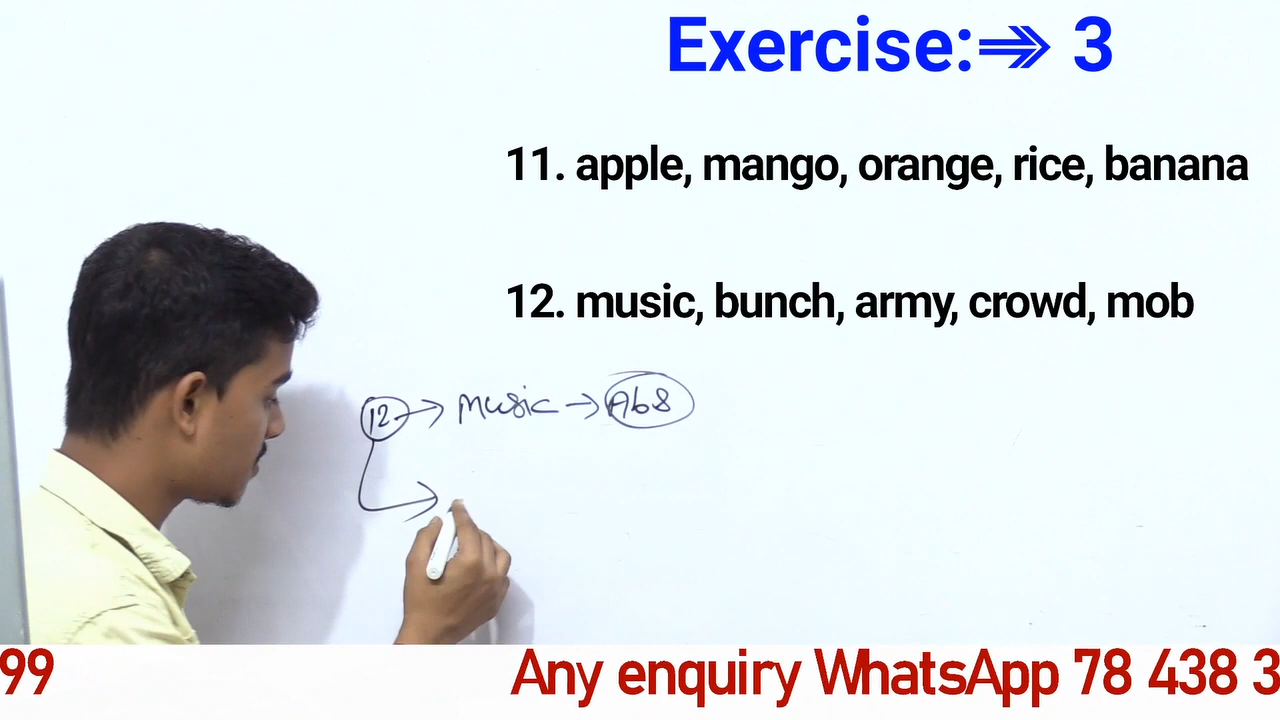 Exercise:⇛ 3
11. apple, mango, orange, rice, banana
12. music, bunch, army, crowd, mob
12 → music → Abs
99 Any enquiry WhatsApp 78 438 3